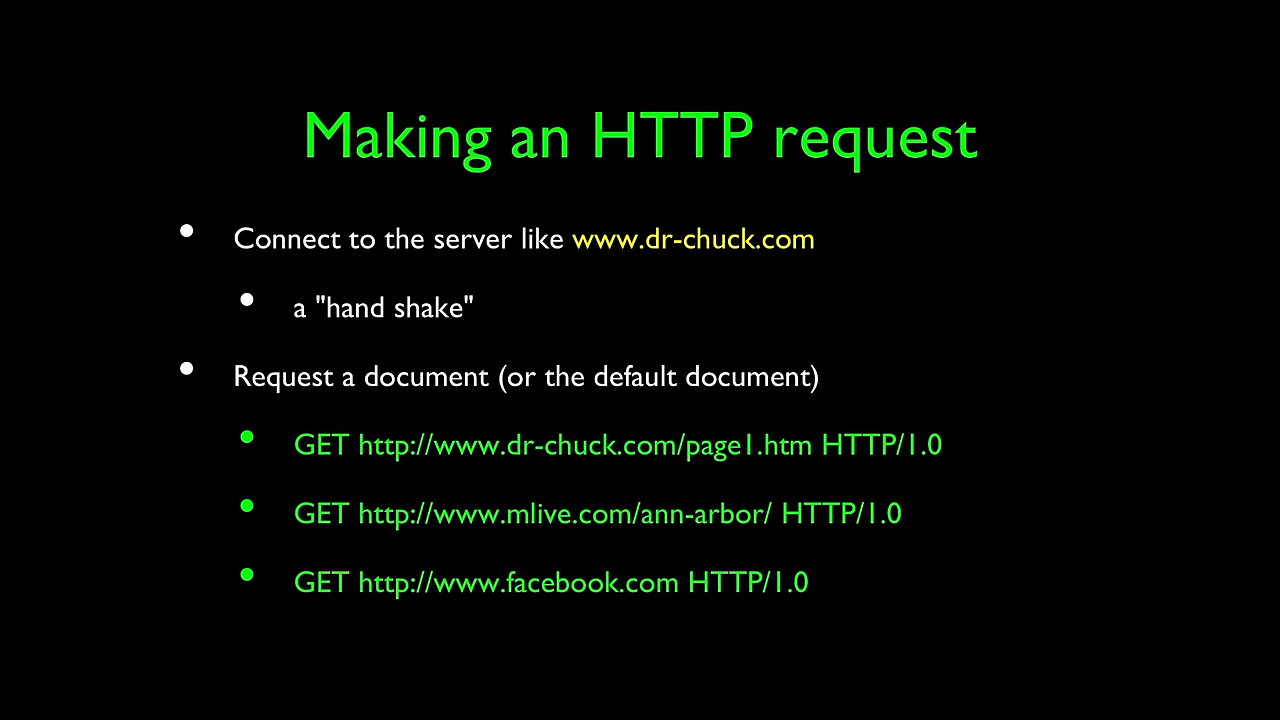 Making an HTTP request
Connect to the server like www.dr-chuck.com
a "hand shake"
Request a document (or the default document)
GET http://www.dr-chuck.com/page1.htm HTTP/1.0
GET http://www.mlive.com/ann-arbor/ HTTP/1.0
GET http://www.facebook.com HTTP/1.0